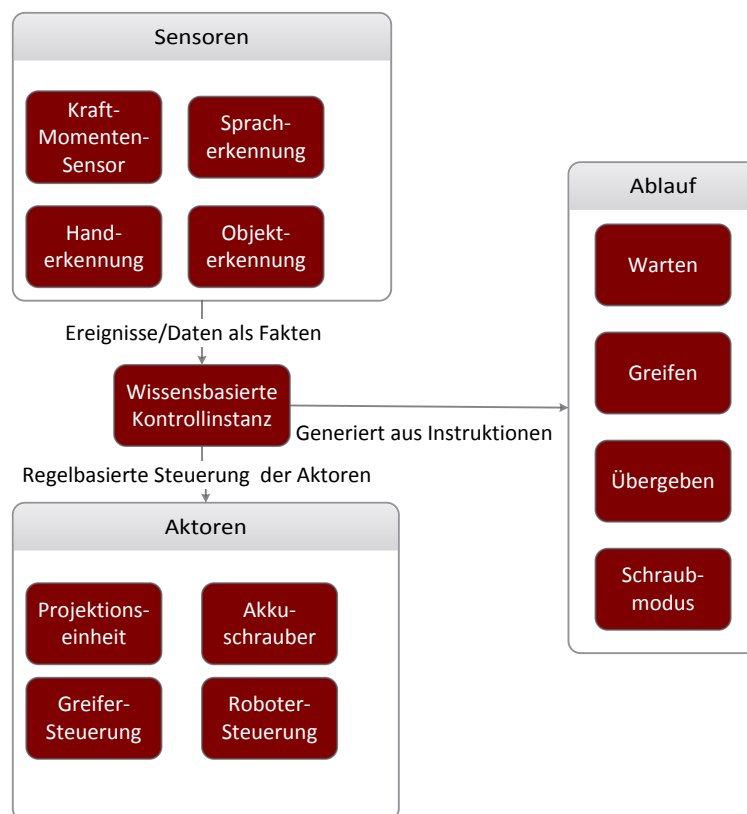 Sensoren
Kraft-
Momenten-
Sensor
Sprach-
erkennung
Hand-
erkennung
Objekt-
erkennung
Ereignisse/Daten als Fakten
Wissensbasierte
Kontrollinstanz
Generiert aus Instruktionen
Regelbasierte Steuerung der Aktoren
Aktoren
Projektions-
einheit
Akku-
schrauber
Greifer-
Steuerung
Roboter-
Steuerung
Ablauf
Warten
Greifen
Übergeben
Schraub-
modus